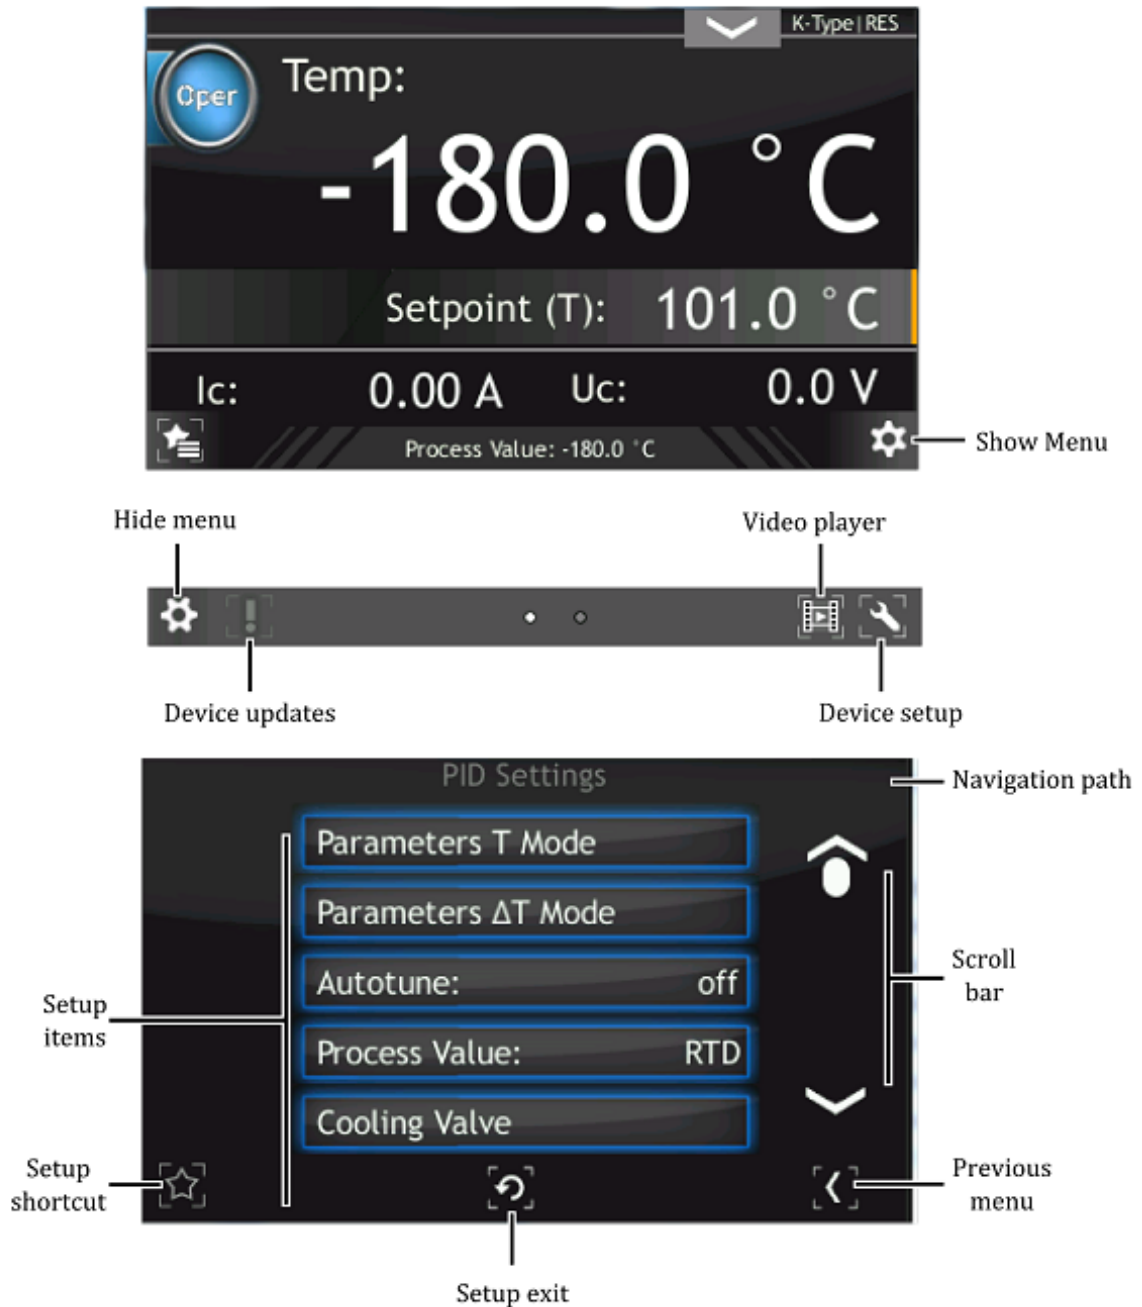 K-Type|RES
Oper
Temp:
-180.0 °C
Setpoint (T): 101.0 °C
Ic: 0.00 A Uc: 0.0 V
Process Value: -180.0 °C
Show Menu
Hide menu
Video player
Device updates
Device setup
PID Settings
Navigation path
Parameters T Mode
Parameters ΔT Mode
Autotune: off
Process Value: RTD
Cooling Valve
Scroll
bar
Setup
items
Setup
shortcut
Previous
menu
Setup exit